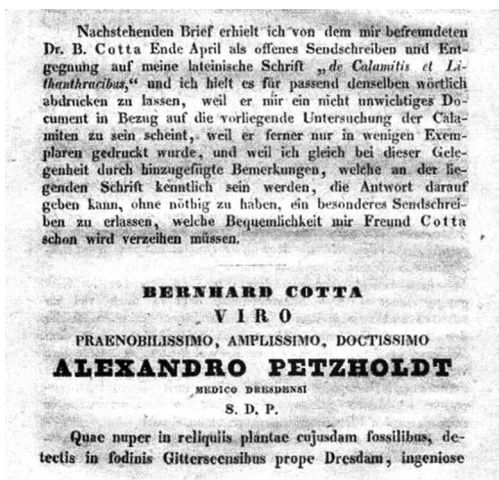 Nachstehenden Brief erhielt ich von dem mir befreundeten
Dr. B. Cotta Ende April als offenes Sendschreiben und Ent-
gegnung auf meine lateinische Schrift „de Calamitis et Li-
thanthracibus,“ und ich hielt es für passend denselben wörtlich
abdrucken zu lassen, weil er mir ein nicht unwichtiges Do-
cument in Bezug auf die vorliegende Untersuchung der Cala-
miten zu sein scheint, weil er ferner nur in wenigen Exem-
plaren gedruckt wurde, und weil ich gleich bei dieser Gele-
genheit durch hinzugefügte Bemerkungen, welche an der lie-
genden Schrift kenntlich sein werden, die Antwort darauf
geben kann, ohne nöthig zu haben, ein besonderes Sendschrei-
ben zu erlassen, welche Bequemlichkeit mir Freund Cotta
schon wird verzeihen müssen.
BERNHARD COTTA
VIRO
PRAENOBILISSIMO, AMPLISSIMO, DOCTISSIMO
ALEXANDRO PETZHOLDT
MEDICO DRESDENSI
S. D. P.
Quae nuper in reliquiis plantae cujusdam fossilibus, de-
tectis in fodinis Gitterseensibus prope Dresdam, ingeniose